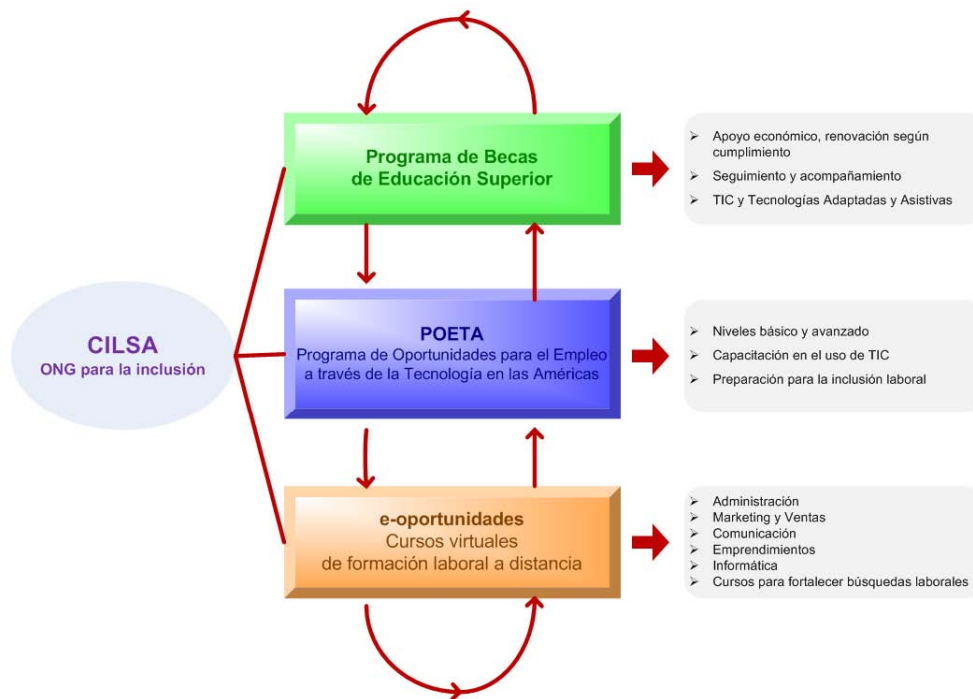 CILSA
ONG para la inclusión
Programa de Becas
de Educación Superior
Apoyo económico, renovación según
cumplimiento
Seguimiento y acompañamiento
TIC y Tecnologías Adaptadas y Asistivas
POETA
Programa de Oportunidades para el Empleo
a través de la Tecnología en las Américas
Niveles básico y avanzado
Capacitación en el uso de TIC
Preparación para la inclusión laboral
e-oportunidades
Cursos virtuales
de formación laboral a distancia
Administración
Marketing y Ventas
Comunicación
Emprendimientos
Informática
Cursos para fortalecer búsquedas laborales